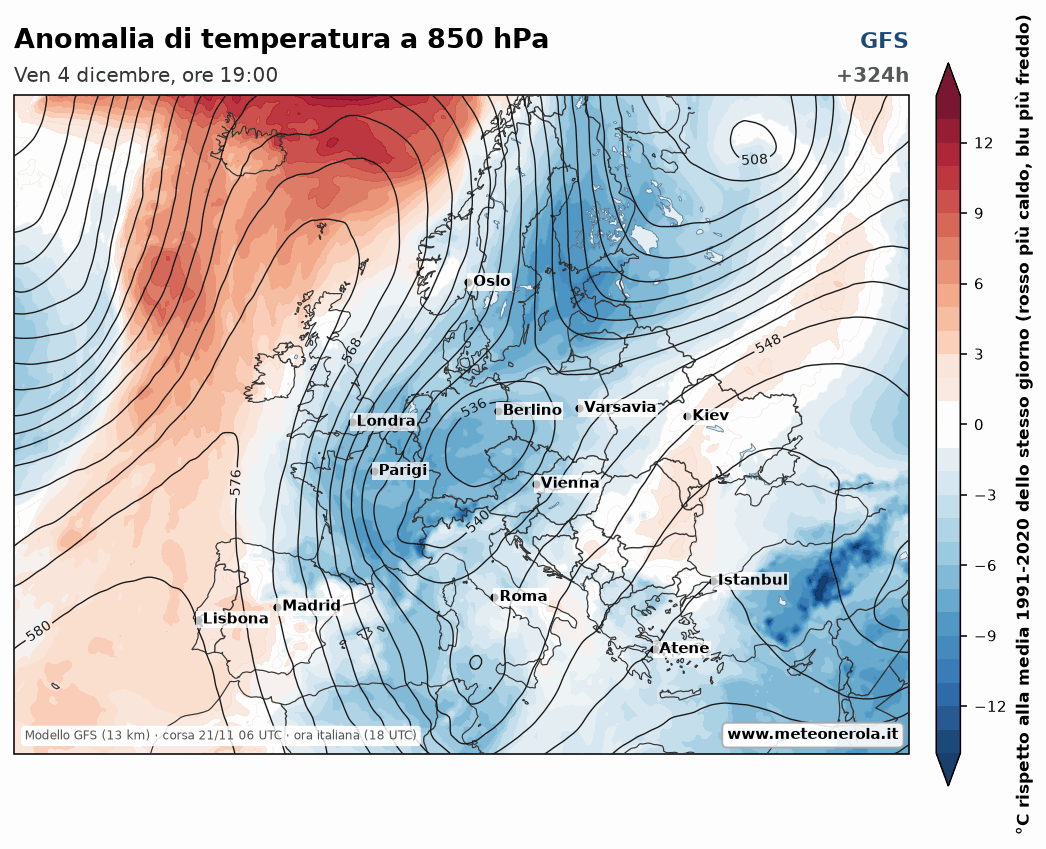 Anomalia di temperatura a 850 hPa
GFS
Ven 4 dicembre, ore 19:00
+324h
508
Oslo
548
568
536
Berlino
Varsavia
Londra
Kiev
Parigi
576
Vienna
540
Istanbul
Roma
Madrid
Lisbona
580
Atene
Modello GFS (13 km) · corsa 21/11 06 UTC · ora italiana (18 UTC)
www.meteonerola.it
12
9
6
3
0
−3
−6
−9
−12
°C rispetto alla media 1991-2020 dello stesso giorno (rosso più caldo, blu più freddo)